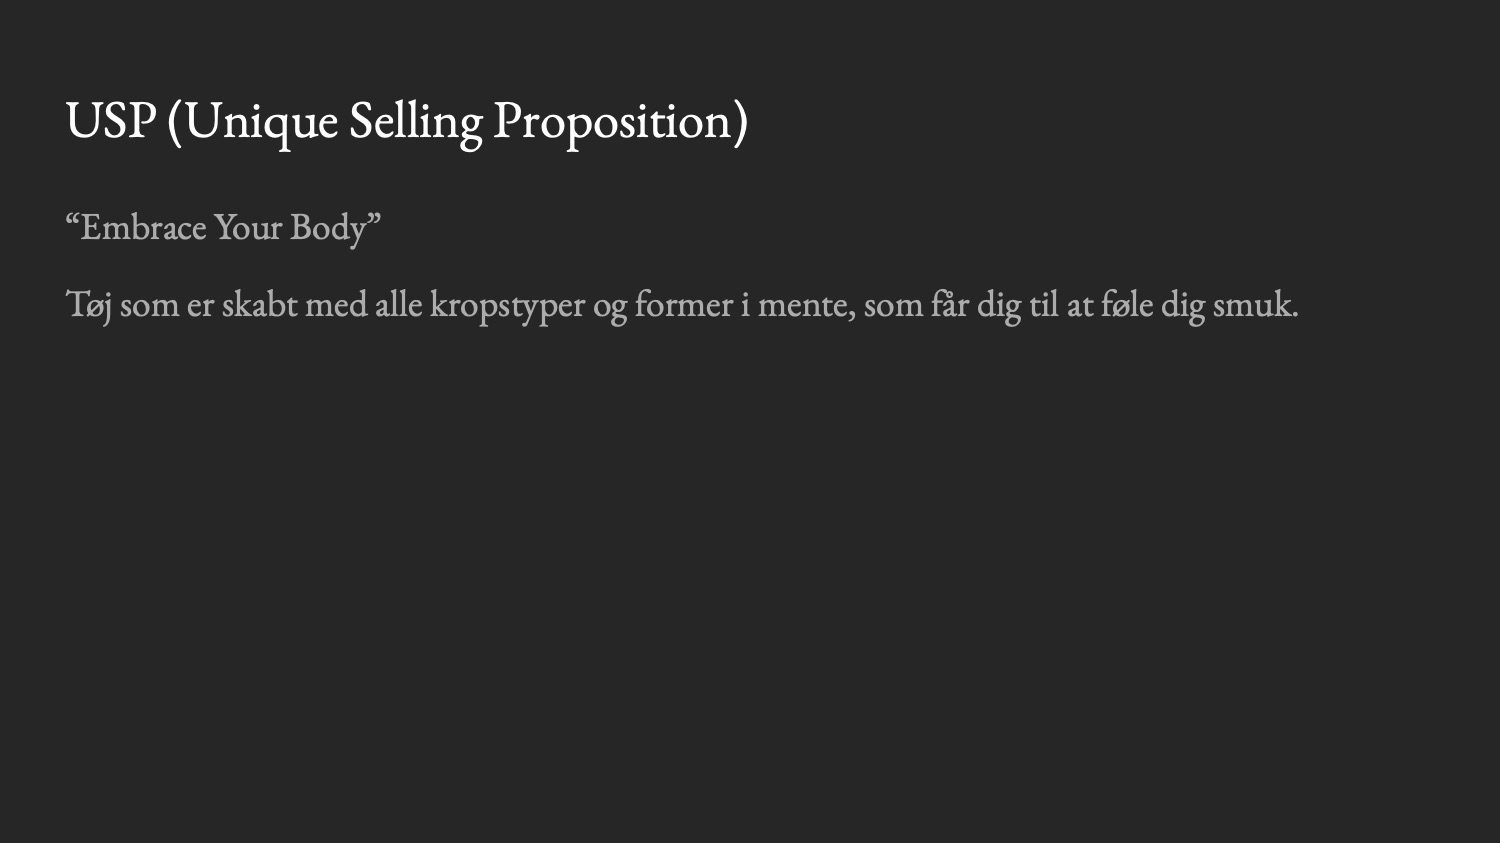 USP (Unique Selling Proposition)
“Embrace Your Body”
Tøj som er skabt med alle kropstyper og former i mente, som får dig til at føle dig smuk.